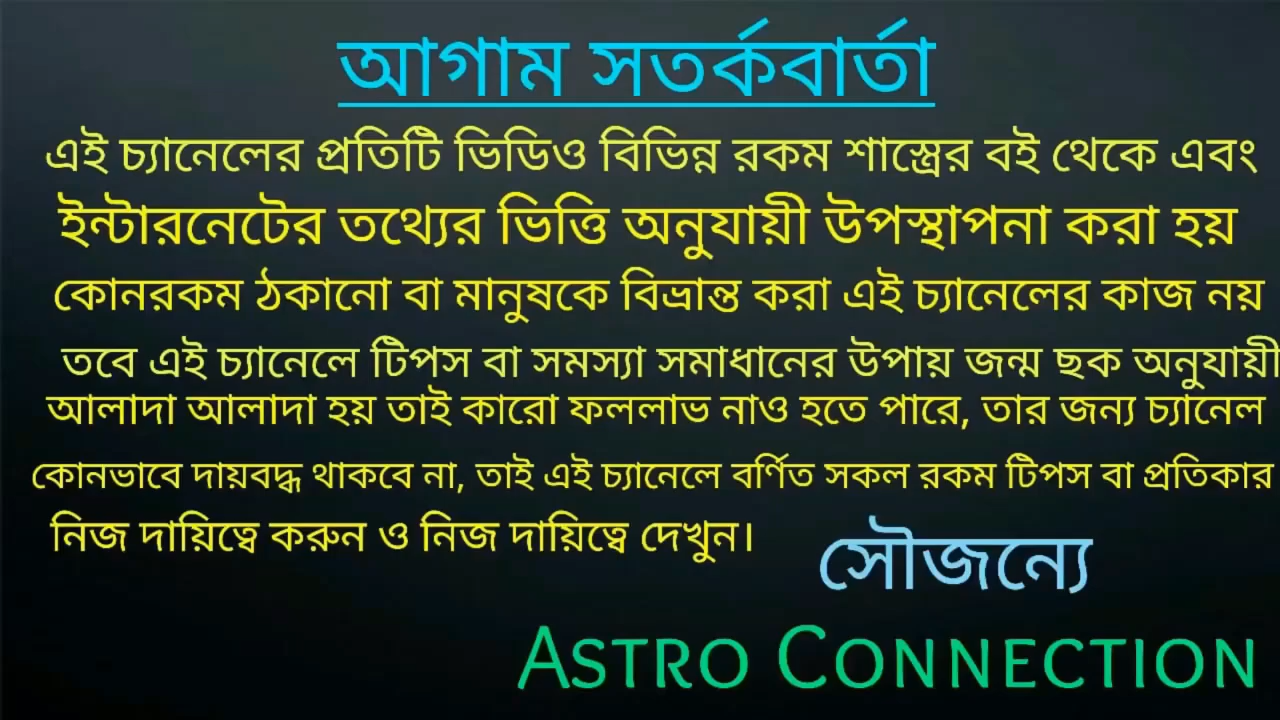 আগাম সতর্কবার্তা
এই চ্যানেলের প্রতিটি ভিডিও বিভিন্ন রকম শাস্ত্রের বই থেকে এবং
ইন্টারনেটের তথ্যের ভিত্তি অনুযায়ী উপস্থাপনা করা হয়
কোনরকম ঠকানো বা মানুষকে বিভ্রান্ত করা এই চ্যানেলের কাজ নয়
তবে এই চ্যানেলে টিপস বা সমস্যা সমাধানের উপায় জন্ম ছক অনুযায়ী
আলাদা আলাদা হয় তাই কারো ফললাভ নাও হতে পারে, তার জন্য চ্যানেল
কোনভাবে দায়বদ্ধ থাকবে না, তাই এই চ্যানেলে বর্ণিত সকল রকম টিপস বা প্রতিকার
নিজ দায়িত্বে করুন ও নিজ দায়িত্বে দেখুন।
সৌজন্যে
ASTRO CONNECTION